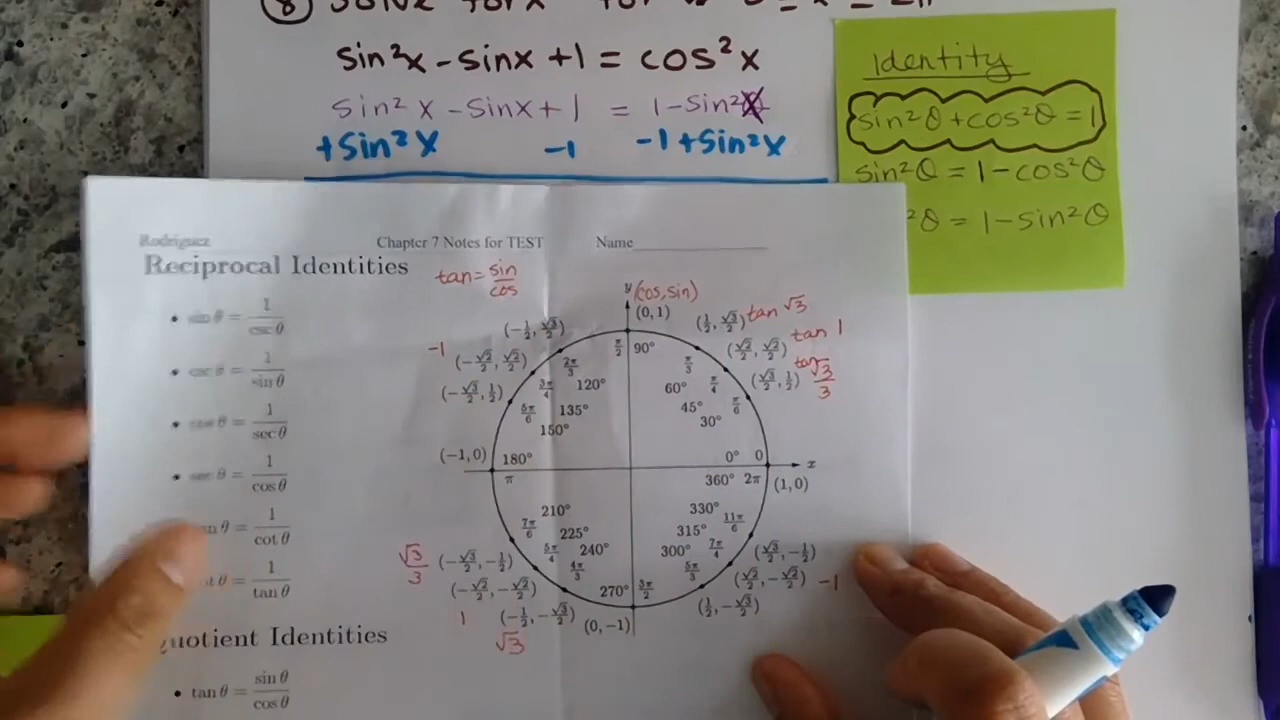 sin²x - sinx + 1 = cos²x
sin²x - sinx + 1 = 1 - sin²x
+sin²x -1 -1 +sin²x
Identity
sin²θ + cos²θ = 1
sin²θ = 1 - cos²θ
²θ = 1 - sin²θ
Rodriguez Chapter 7 Notes for TEST Name
Reciprocal Identities
sin θ = 1/csc θ
csc θ = 1/sin θ
cos θ = 1/sec θ
sec θ = 1/cos θ
an θ = 1/cot θ
ot θ = 1/tan θ
uotient Identities
• tan θ = sin θ/cos θ
tan = sin/cos
y (cos, sin)
(0, 1)
(-1/2, √3/2)
-1 (-√2/2, √2/2)
(-√3/2, 1/2)
(1/2, √3/2) tan √3
(√2/2, √2/2) tan 1
(√3/2, 1/2) tan √3/3
π/2 90°
2π/3 120°
3π/4 135°
5π/6 150°
π/3 60°
π/4 45°
π/6 30°
(-1, 0) 180° π
0° 0 x
360° 2π (1, 0)
210° 7π/6
225° 5π/4
240° 4π/3
330° 11π/6
315° 7π/4
300° 5π/3
270° 3π/2
√3/3 (-√3/2, -1/2)
(-√2/2, -√2/2)
1 (-1/2, -√3/2)
√3
(0, -1)
(√3/2, -1/2)
(√2/2, -√2/2) -1
(1/2, -√3/2)